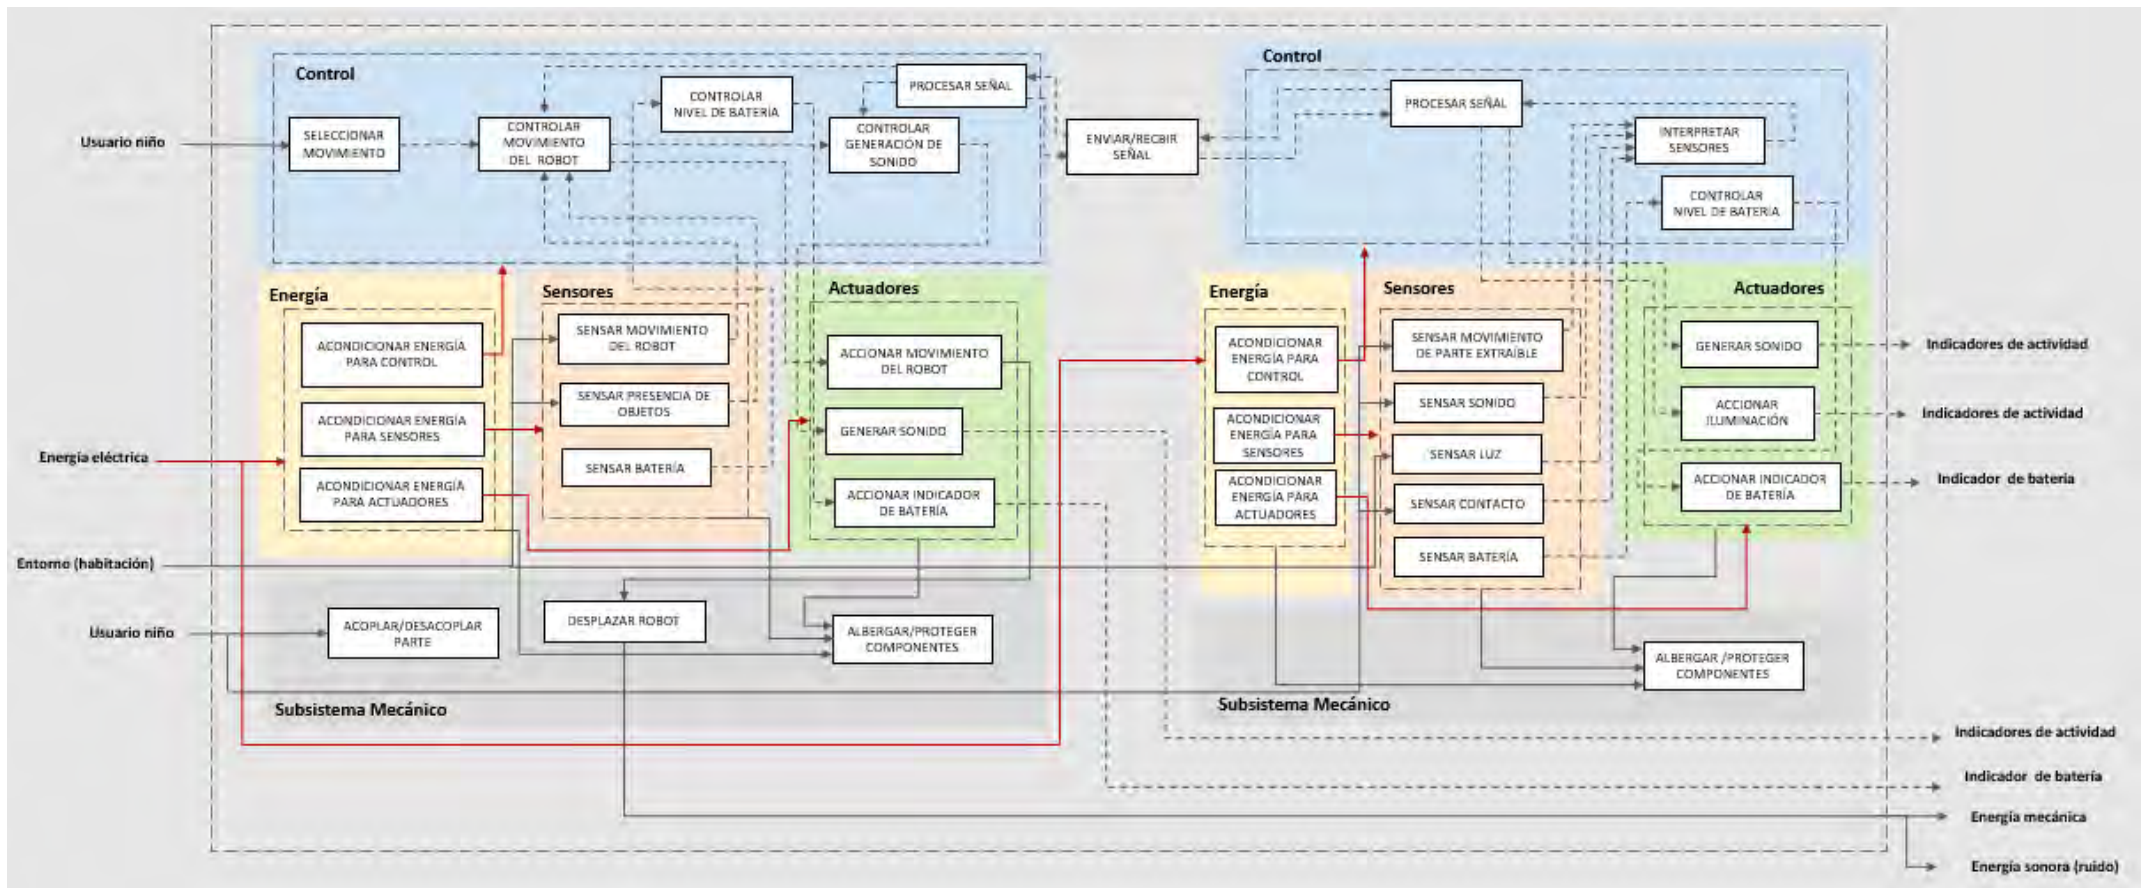 Control
SELECCIONAR
MOVIMIENTO
CONTROLAR
MOVIMIENTO
DEL ROBOT
CONTROLAR
NIVEL DE BATERÍA
PROCESAR SEÑAL
CONTROLAR
GENERACIÓN DE
SONIDO
Usuario niño
ENVIAR/RECBIR
SEÑAL
Control
PROCESAR SEÑAL
INTERPRETAR
SENSORES
CONTROLAR
NIVEL DE BATERÍA
Energía
ACONDICIONAR ENERGÍA
PARA CONTROL
ACONDICIONAR ENERGÍA
PARA SENSORES
ACONDICIONAR ENERGÍA
PARA ACTUADORES
Sensores
SENSAR MOVIMIENTO
DEL ROBOT
SENSAR PRESENCIA DE
OBJETOS
SENSAR BATERÍA
Actuadores
ACCIONAR MOVIMIENTO
DEL ROBOT
GENERAR SONIDO
ACCIONAR INDICADOR
DE BATERÍA
Energía eléctrica
Entorno (habitación)
Usuario niño
ACOPLAR/DESACOPLAR
PARTE
DESPLAZAR ROBOT
ALBERGAR/PROTEGER
COMPONENTES
Subsistema Mecánico
Energía
ACONDICIONAR
ENERGÍA PARA
CONTROL
ACONDICIONAR
ENERGÍA PARA
SENSORES
ACONDICIONAR
ENERGÍA PARA
ACTUADORES
Sensores
SENSAR MOVIMIENTO
DE PARTE EXTRAÍBLE
SENSAR SONIDO
SENSAR LUZ
SENSAR CONTACTO
SENSAR BATERÍA
Actuadores
GENERAR SONIDO
ACCIONAR
ILUMINACIÓN
ACCIONAR INDICADOR
DE BATERÍA
Indicadores de actividad
Indicadores de actividad
Indicador de batería
ALBERGAR /PROTEGER
COMPONENTES
Subsistema Mecánico
Indicadores de actividad
Indicador de batería
Energía mecánica
Energía sonora (ruido)